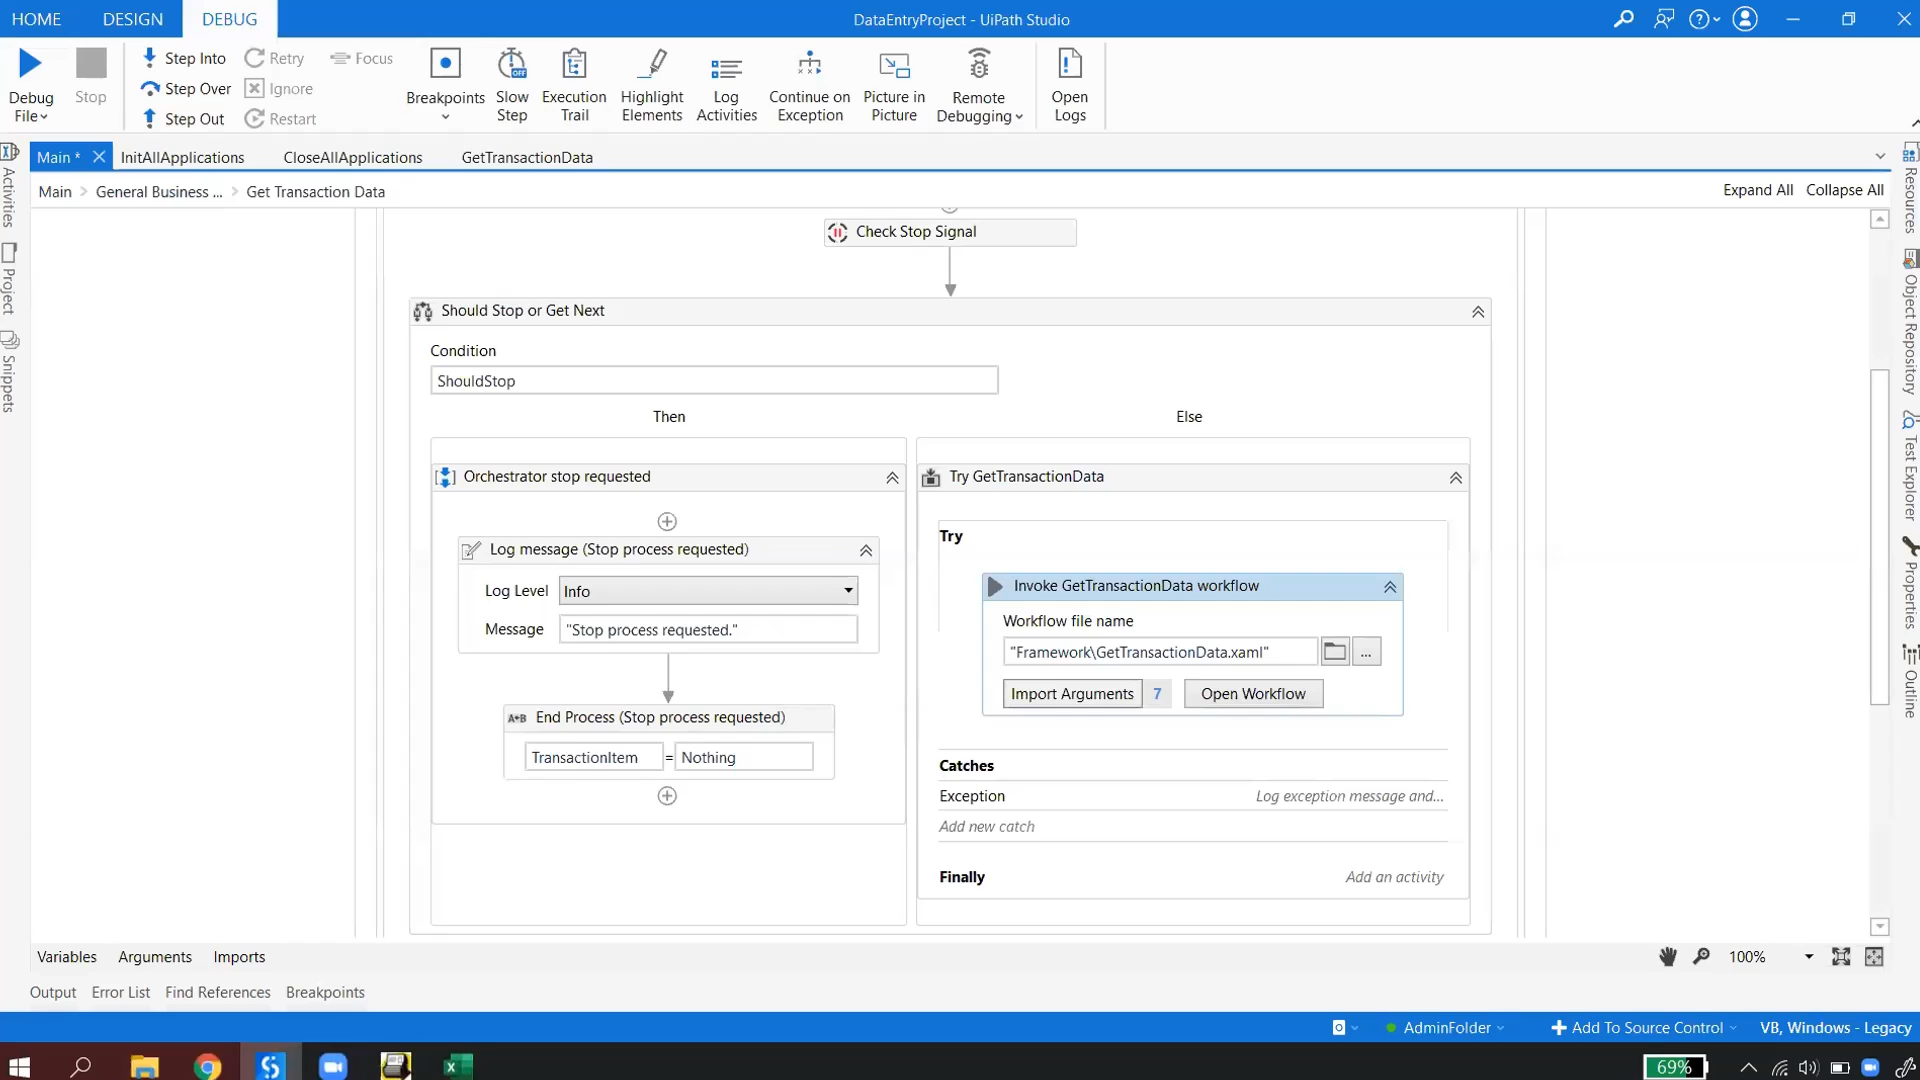 HOME DESIGN DEBUG DataEntryProject - UiPath Studio
Debug File
Stop
Step Into
Step Over
Step Out
Retry
Ignore
Restart
Focus
Breakpoints
Slow Step
Execution Trail
Highlight Elements
Log Activities
Continue on Exception
Picture in Picture
Remote Debugging
Open Logs
Main * InitAllApplications CloseAllApplications GetTransactionData
Main > General Business ... > Get Transaction Data Expand All Collapse All
Activities
Project
Snippets
Resources
Object Repository
Test Explorer
Properties
Outline
Check Stop Signal
Should Stop or Get Next
Condition
ShouldStop
Then Else
Orchestrator stop requested
Log message (Stop process requested)
Log Level Info
Message "Stop process requested."
End Process (Stop process requested)
A+B
TransactionItem = Nothing
Try GetTransactionData
Try
Invoke GetTransactionData workflow
Workflow file name
"Framework\GetTransactionData.xaml" ...
Import Arguments 7 Open Workflow
Catches
Exception Log exception message and...
Add new catch
Finally Add an activity
Variables Arguments Imports 100%
Output Error List Find References Breakpoints
AdminFolder Add To Source Control VB, Windows - Legacy
69%